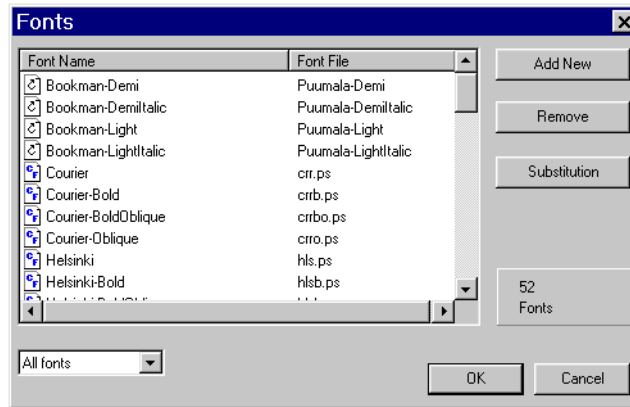 Fonts
Font Name Font File
Bookman-Demi Puumala-Demi
Bookman-DemiItalic Puumala-DemiItalic
Bookman-Light Puumala-Light
Bookman-LightItalic Puumala-LightItalic
Courier crr.ps
Courier-Bold crrb.ps
Courier-BoldOblique crrbo.ps
Courier-Oblique crro.ps
Helsinki hls.ps
Helsinki-Bold hlsb.ps
Add New
Remove
Substitution
52
Fonts
All fonts
OK Cancel